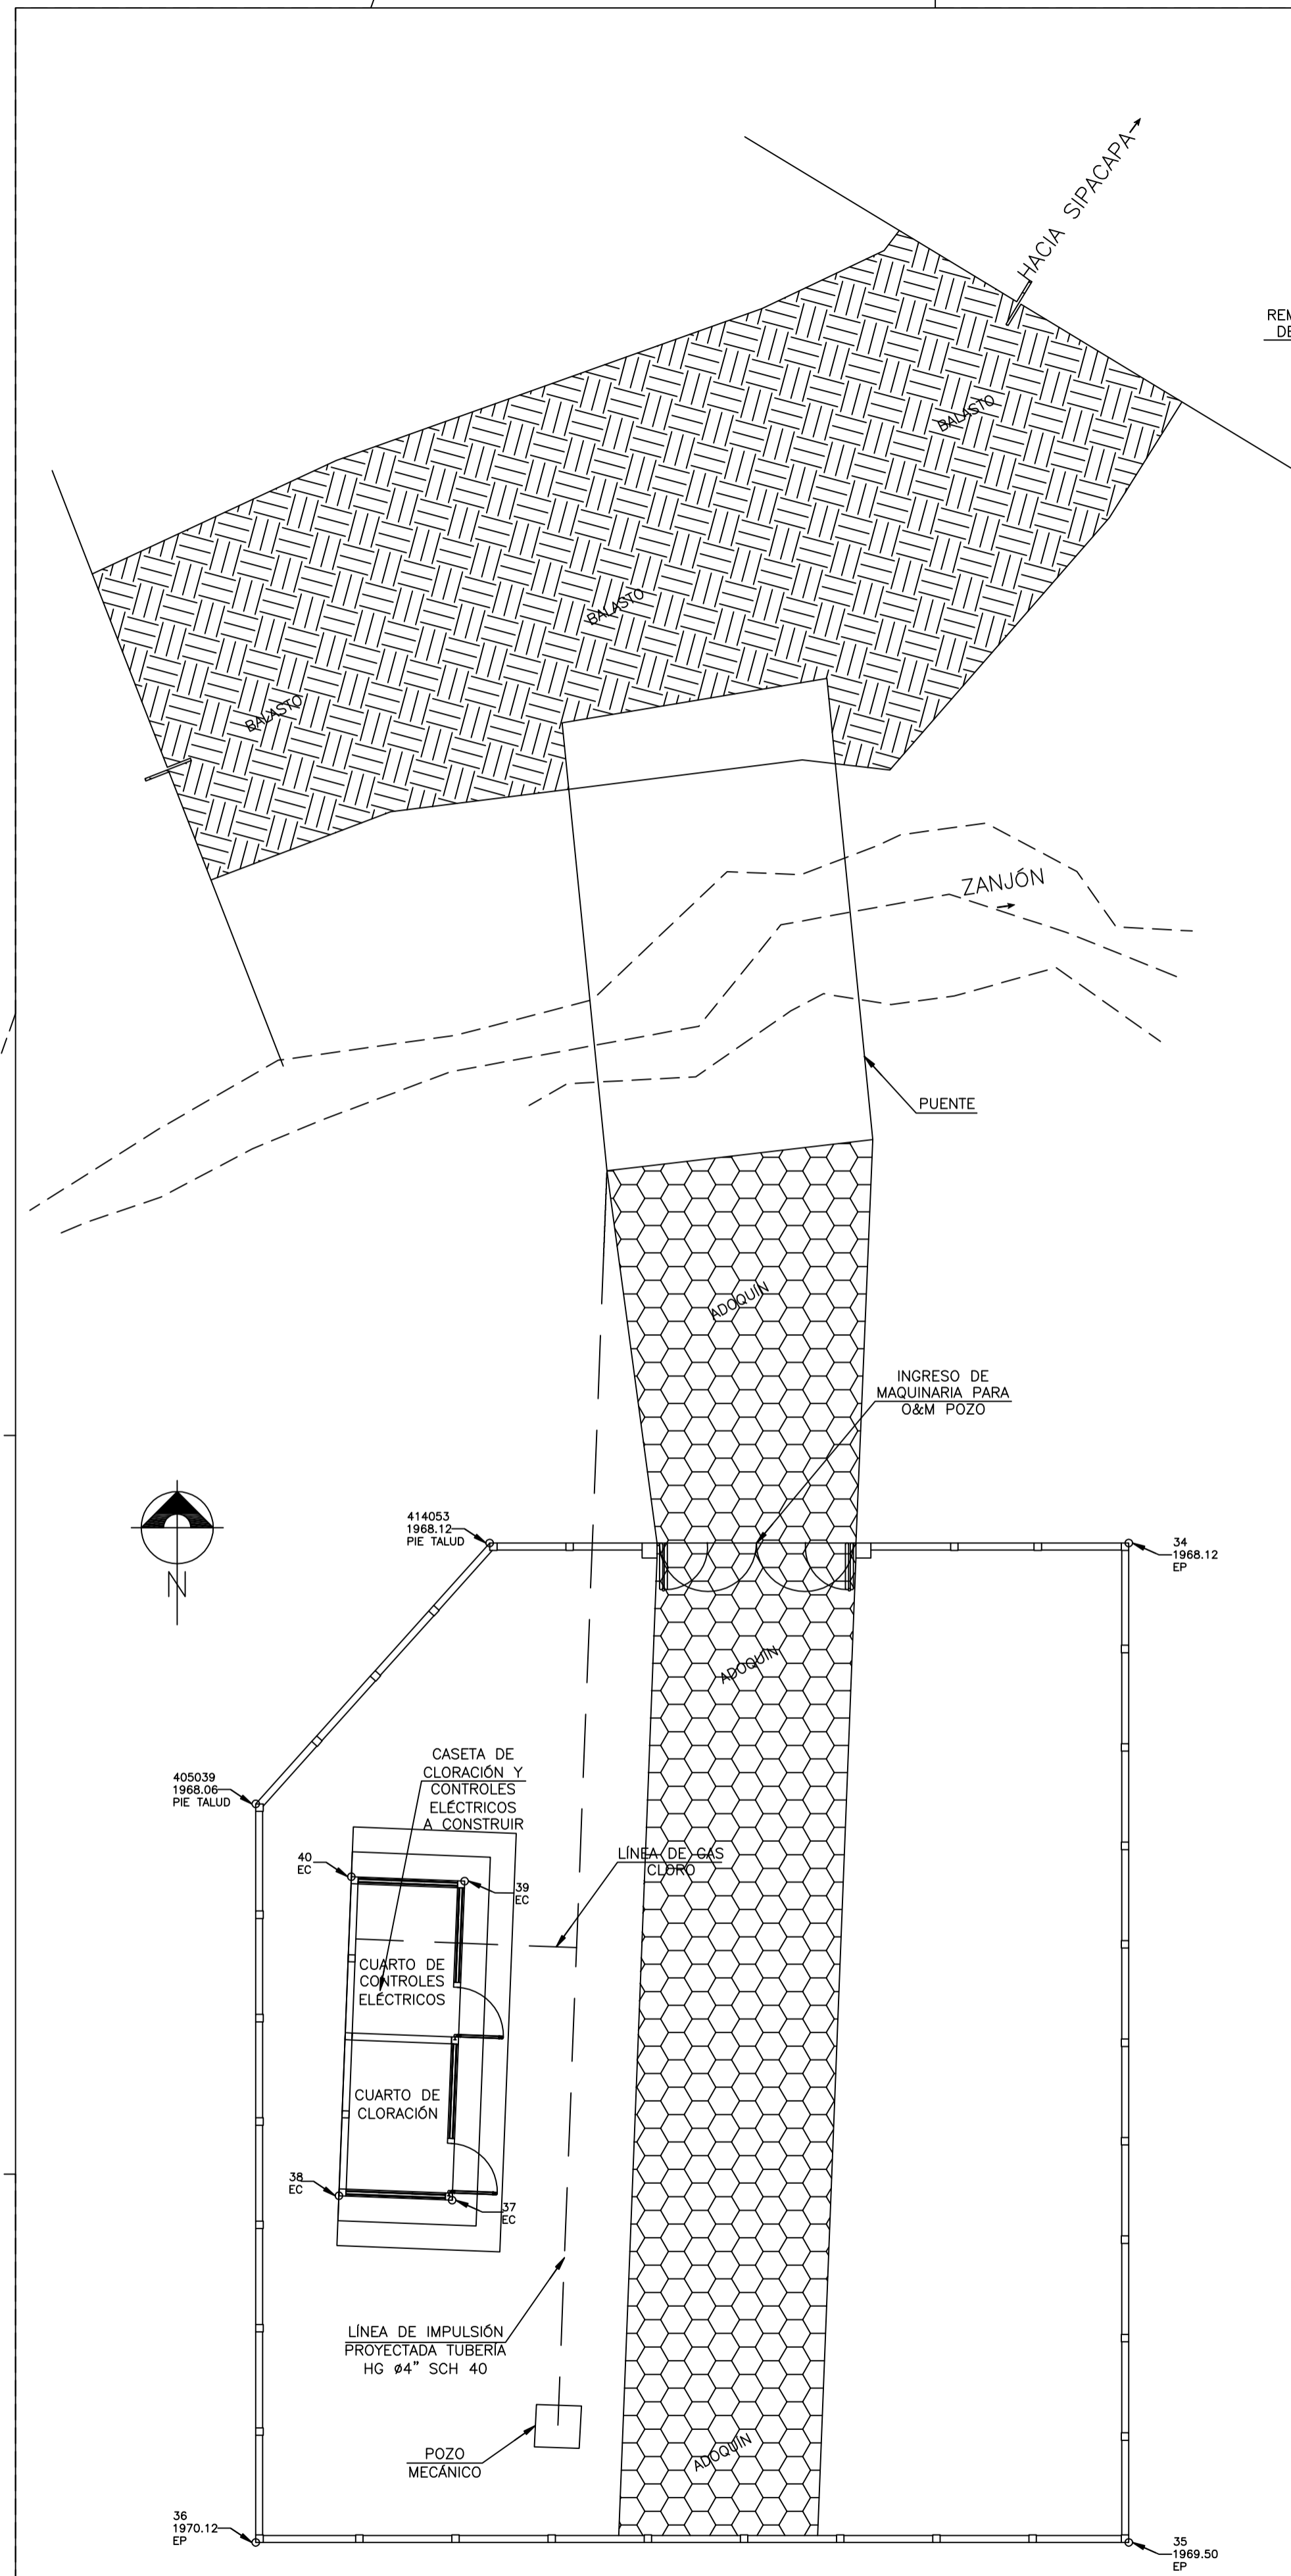 HACIA SIPACAPA
REM
DE
BALASTO
BALASTO
BALASTO
ZANJÓN
PUENTE
ADOQUÍN
INGRESO DE
MAQUINARIA PARA
O&M POZO
N
414053
1968.12
PIE TALUD
34
1968.12
EP
ADOQUÍN
CASETA DE
CLORACIÓN Y
CONTROLES
ELÉCTRICOS
A CONSTRUIR
405039
1968.06
PIE TALUD
LÍNEA DE GAS
CLORO
40
EC
39
EC
CUARTO DE
CONTROLES
ELÉCTRICOS
CUARTO DE
CLORACIÓN
38
EC
37
EC
LÍNEA DE IMPULSIÓN
PROYECTADA TUBERÍA
HG ø4" SCH 40
POZO
MECÁNICO
ADOQUÍN
36
1970.12
EP
35
1969.50
EP